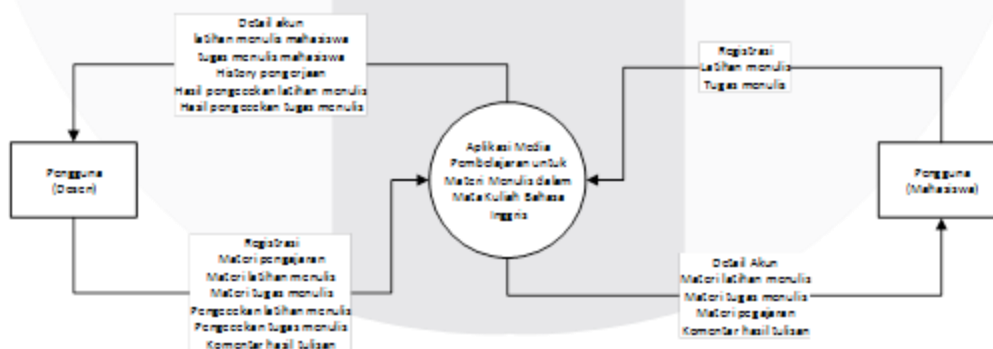 Detail akun
latihan menulis mahasiswa
tugas menulis mahasiswa
History pengerjaan
Hasil pengecekan latihan menulis
Hasil pengecekan tugas menulis
Registrasi
Latihan menulis
Tugas menulis
Pengguna
(Dosen)
Aplikasi Media
Pembelajaran untuk
Materi Menulis dalam
Mata Kuliah Bahasa
Inggris
Pengguna
(Mahasiswa)
Registrasi
Materi pengajaran
Materi latihan menulis
Materi tugas menulis
Pengecekan latihan menulis
Pengecekan tugas menulis
Komentar hasil tulisan
Detail Akun
Materi latihan menulis
Materi tugas menulis
Materi pegajaran
Komentar hasil tulisan